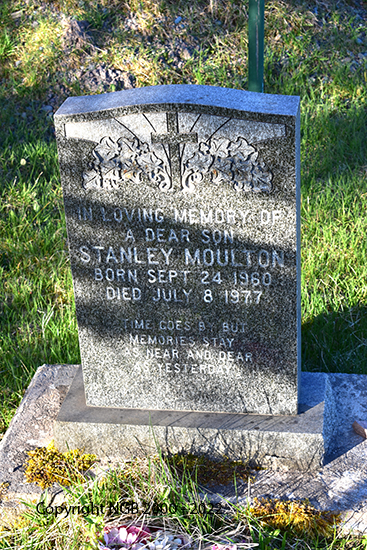 IN LOVING MEMORY OF
A DEAR SON
STANLEY MOULTON
BORN SEPT 24 1960
DIED JULY 8 1977
TIME GOES BY BUT
MEMORIES STAY
AS NEAR AND DEAR
AS YESTERDAY
Copyright NGB 2000 - 2022